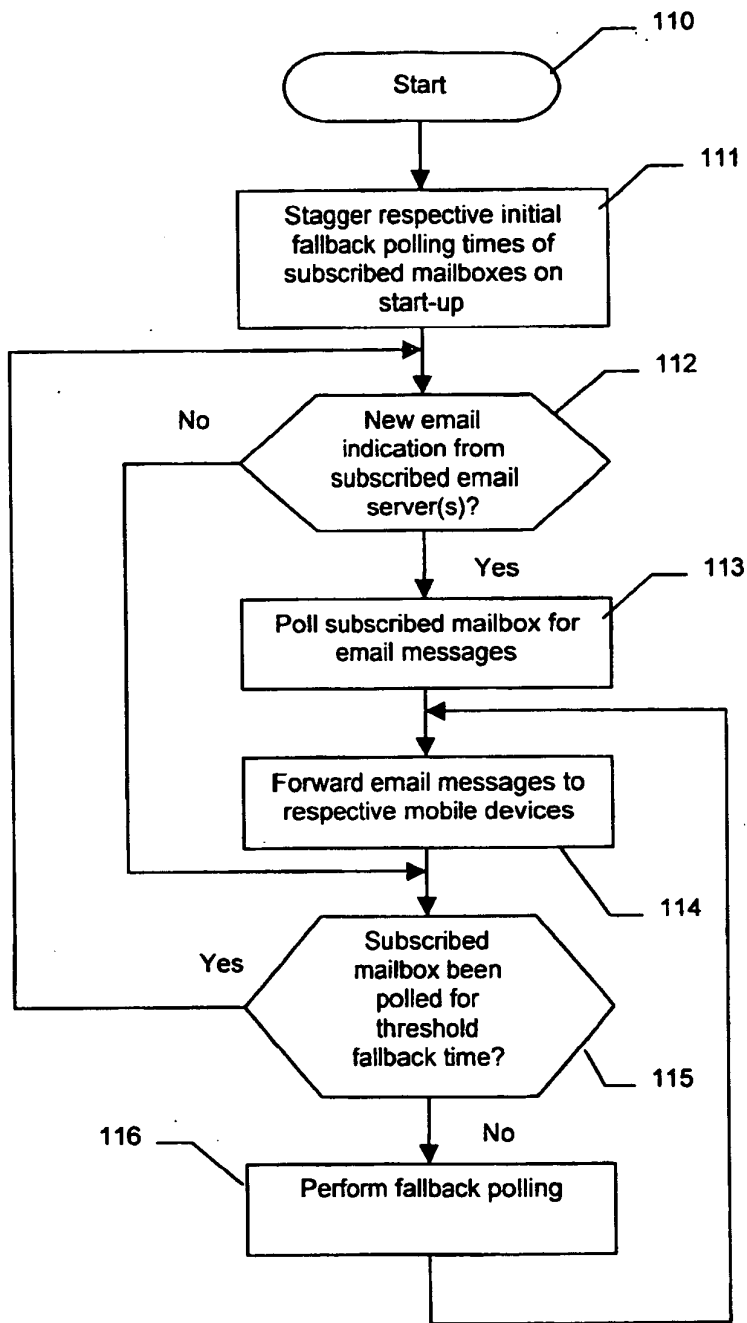 110
Start
111
Stagger respective initial
fallback polling times of
subscribed mailboxes on
start-up
112
No
New email
indication from
subscribed email
server(s)?
Yes
113
Poll subscribed mailbox for
email messages
Forward email messages to
respective mobile devices
114
Yes
Subscribed
mailbox been
polled for
threshold
fallback time?
115
No
116
Perform fallback polling